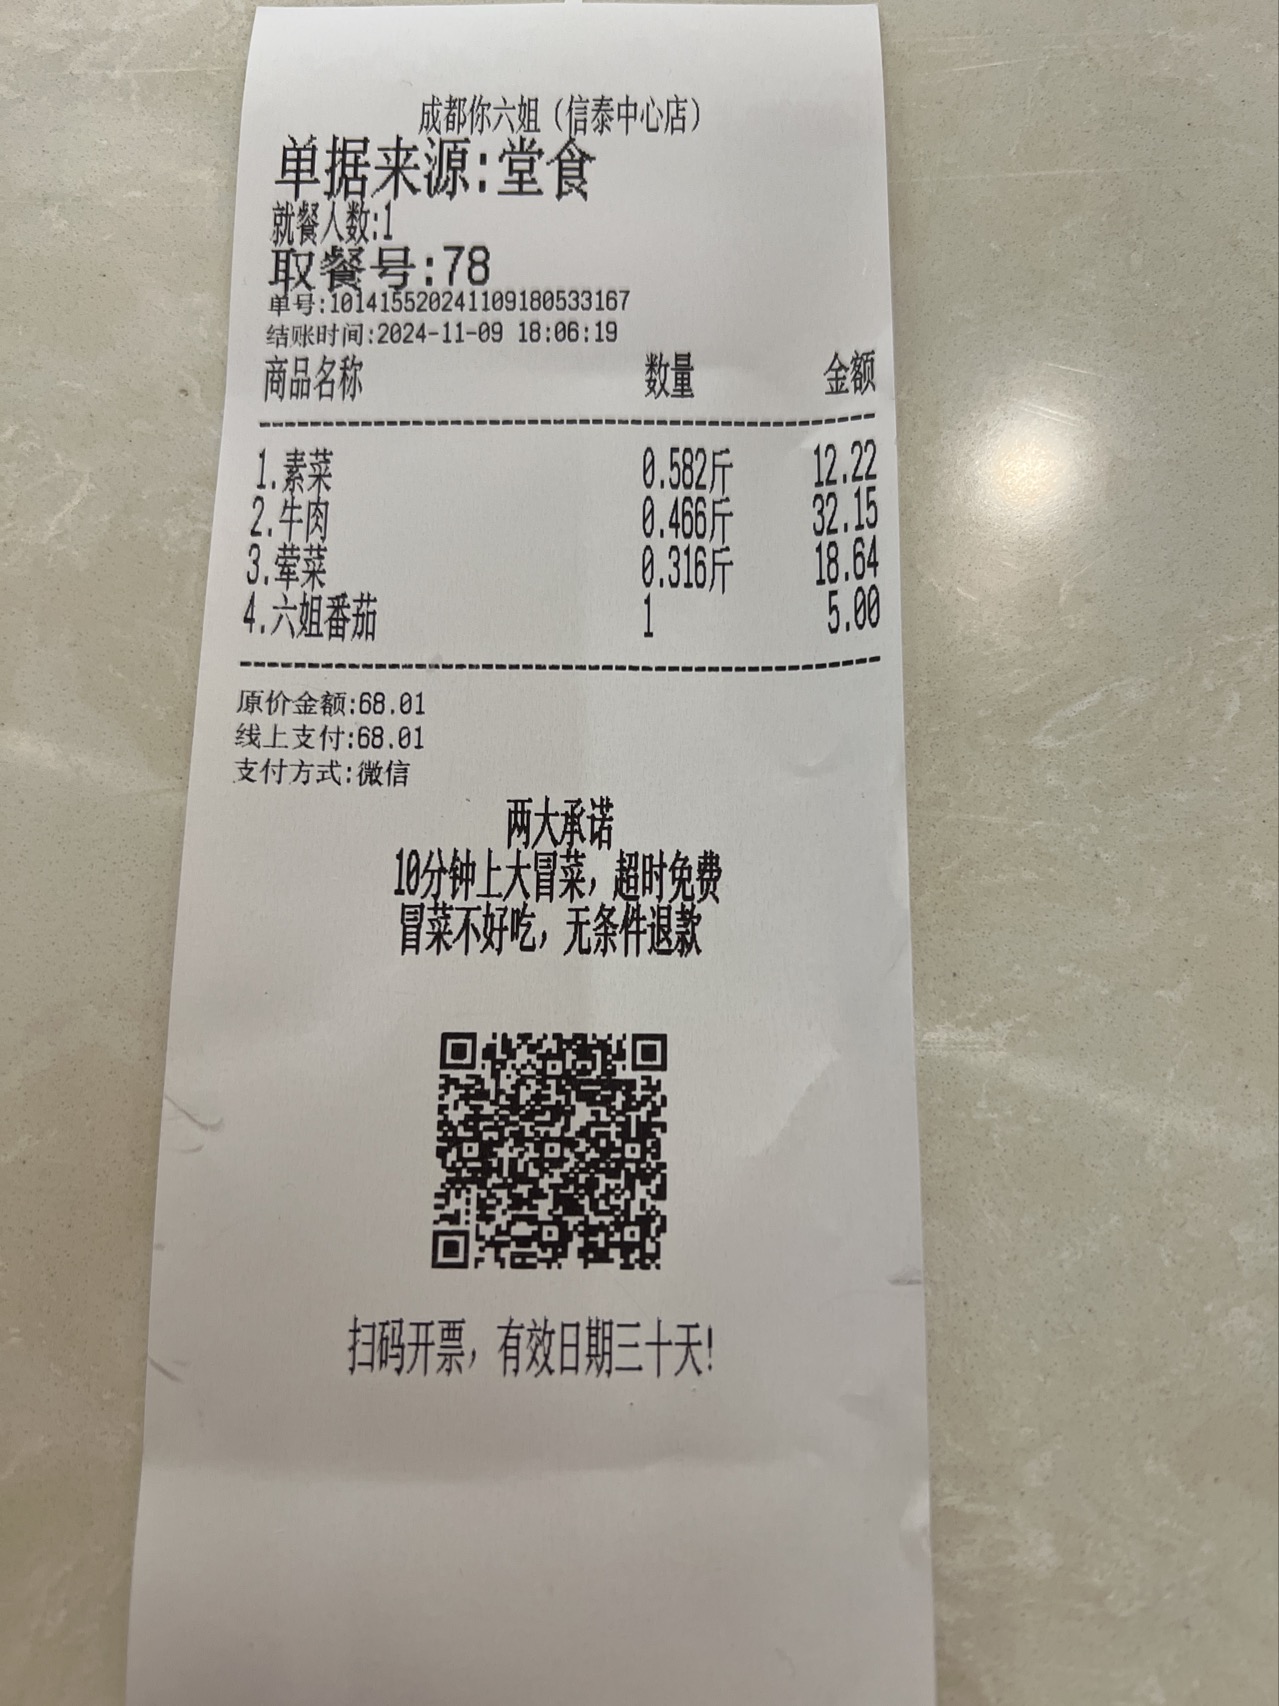 成都你六姐（信泰中心店）
单据来源:堂食
就餐人数:1
取餐号:78
单号:10141552024110918053​3167
结账时间:2024-11-09 18:06:19
商品名称 数量 金额
1.素菜 0.582斤 12.22
2.牛肉 0.466斤 32.15
3.荤菜 0.316斤 18.64
4.六姐番茄 1 5.00
原价金额:68.01
线上支付:68.01
支付方式:微信
两大承诺
10分钟上大冒菜，超时免费
冒菜不好吃，无条件退款
扫码开票，有效日期三十天!